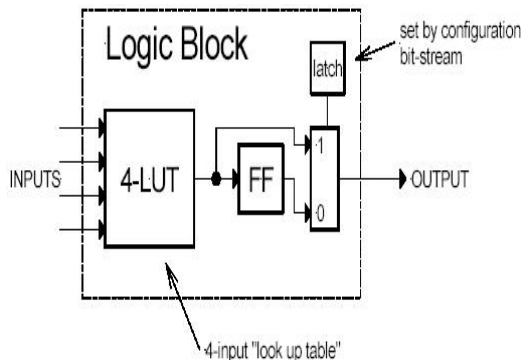 Logic Block
set by configuration
bit-stream
latch
INPUTS
4-LUT
FF
1
0
OUTPUT
4-input "look up table"